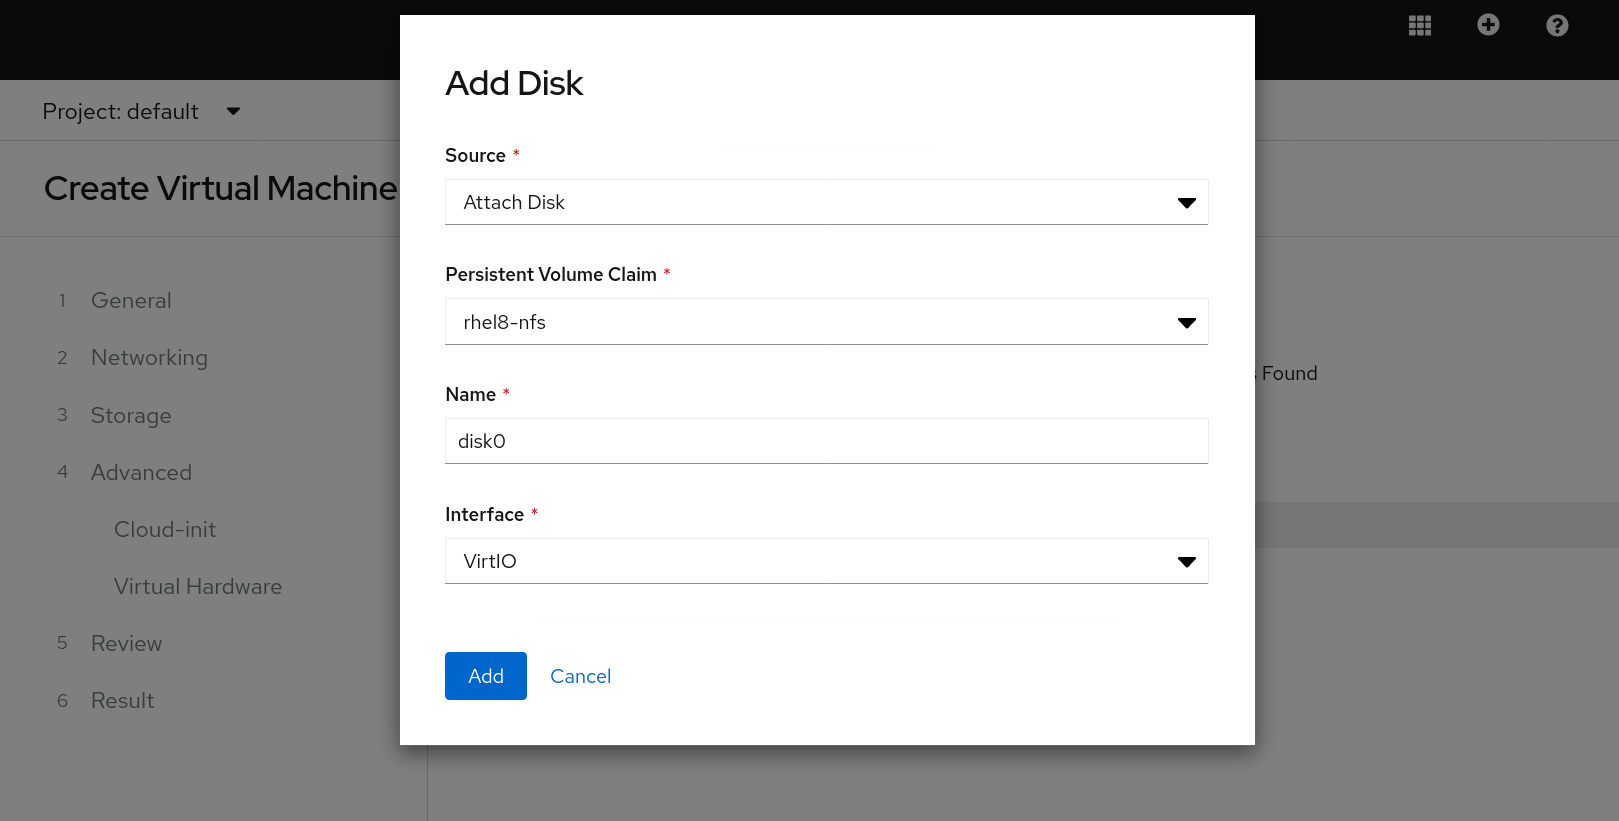 Project: default
Create Virtual Machine
1 General
2 Networking
3 Storage
4 Advanced
Cloud-init
Virtual Hardware
5 Review
6 Result
Add Disk
Source *
Attach Disk
Persistent Volume Claim *
rhel8-nfs
Name *
disk0
Interface *
VirtIO
Add Cancel
Found